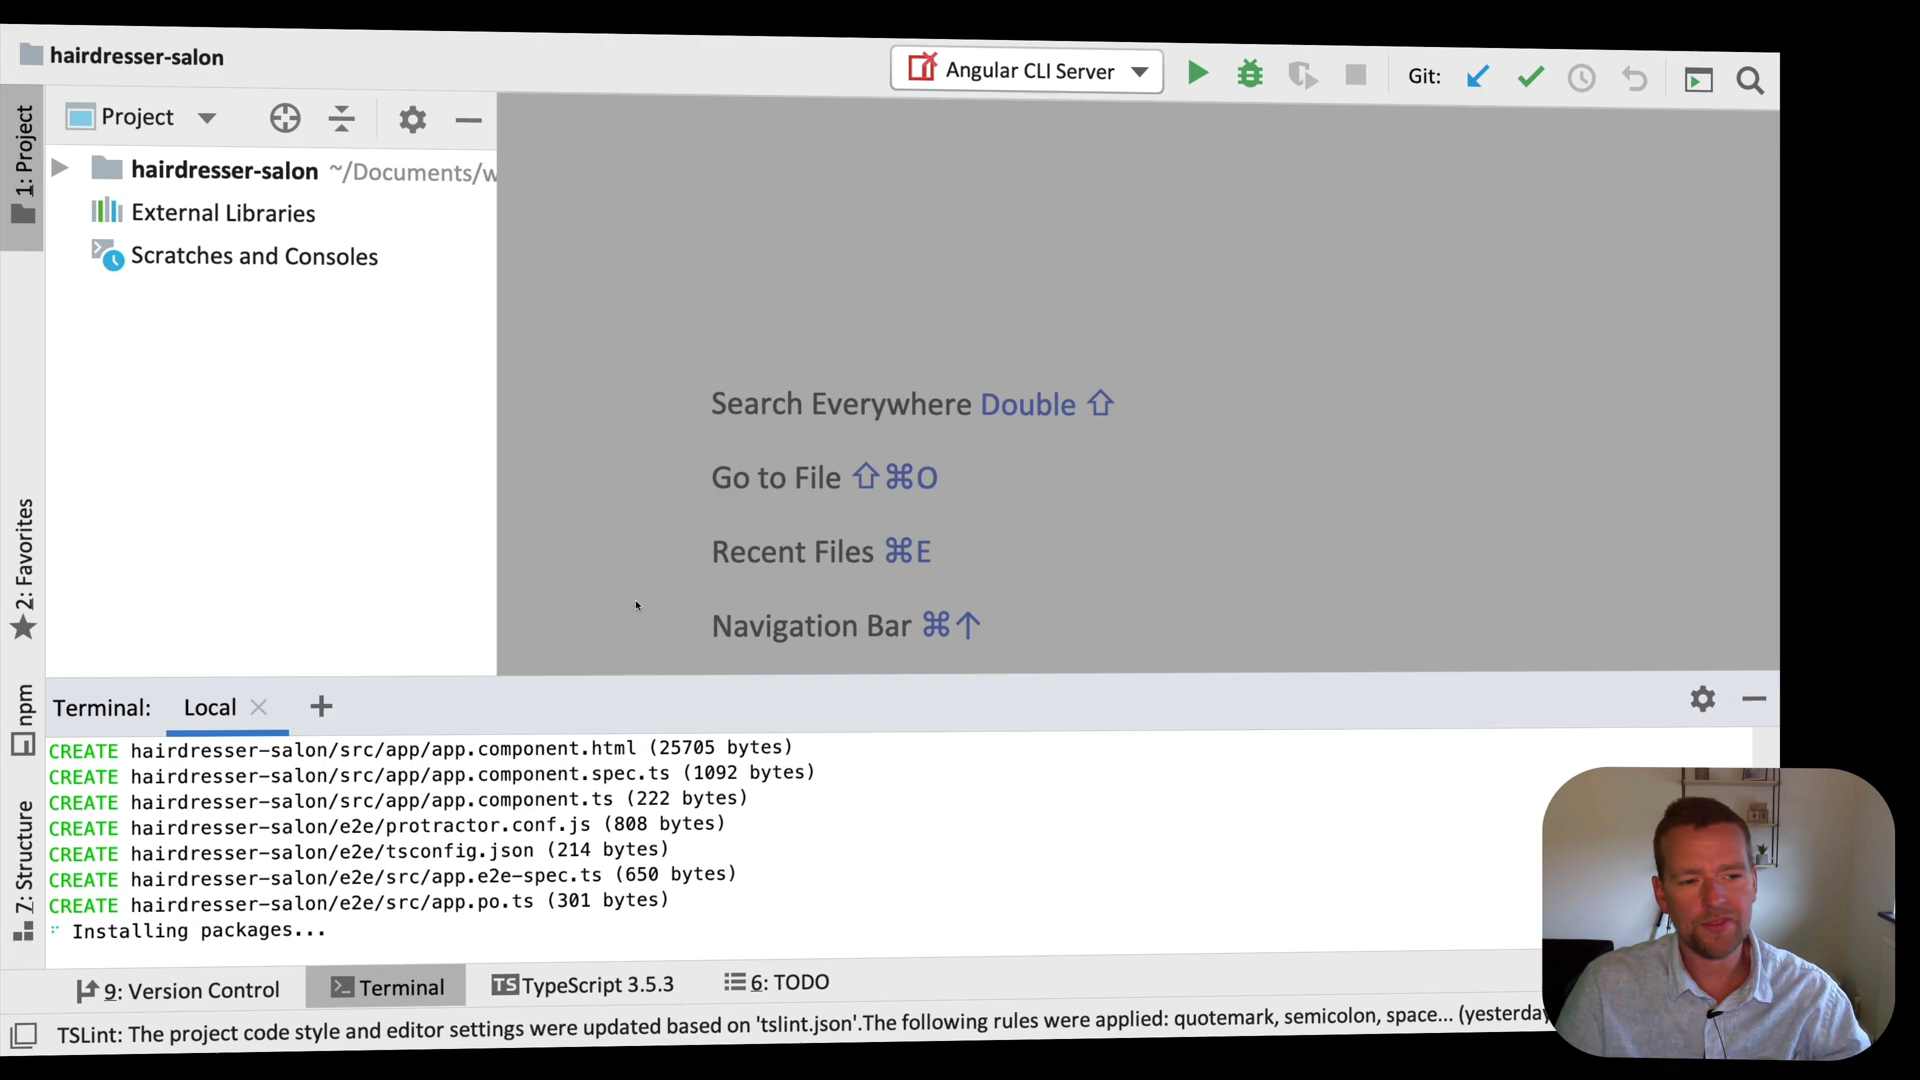 hairdresser-salon
Angular CLI Server
Git:
1: Project
Project
hairdresser-salon ~/Documents/w
External Libraries
Scratches and Consoles
Search Everywhere Double ⇧
Go to File ⇧⌘O
Recent Files ⌘E
Navigation Bar ⌘↑
2: Favorites
npm
7: Structure
Terminal: Local
CREATE hairdresser-salon/src/app/app.component.html (25705 bytes)
CREATE hairdresser-salon/src/app/app.component.spec.ts (1092 bytes)
CREATE hairdresser-salon/src/app/app.component.ts (222 bytes)
CREATE hairdresser-salon/e2e/protractor.conf.js (808 bytes)
CREATE hairdresser-salon/e2e/tsconfig.json (214 bytes)
CREATE hairdresser-salon/e2e/src/app.e2e-spec.ts (650 bytes)
CREATE hairdresser-salon/e2e/src/app.po.ts (301 bytes)
Installing packages...
9: Version Control
Terminal
TS TypeScript 3.5.3
6: TODO
TSLint: The project code style and editor settings were updated based on 'tslint.json'.The following rules were applied: quotemark, semicolon, space... (yesterday